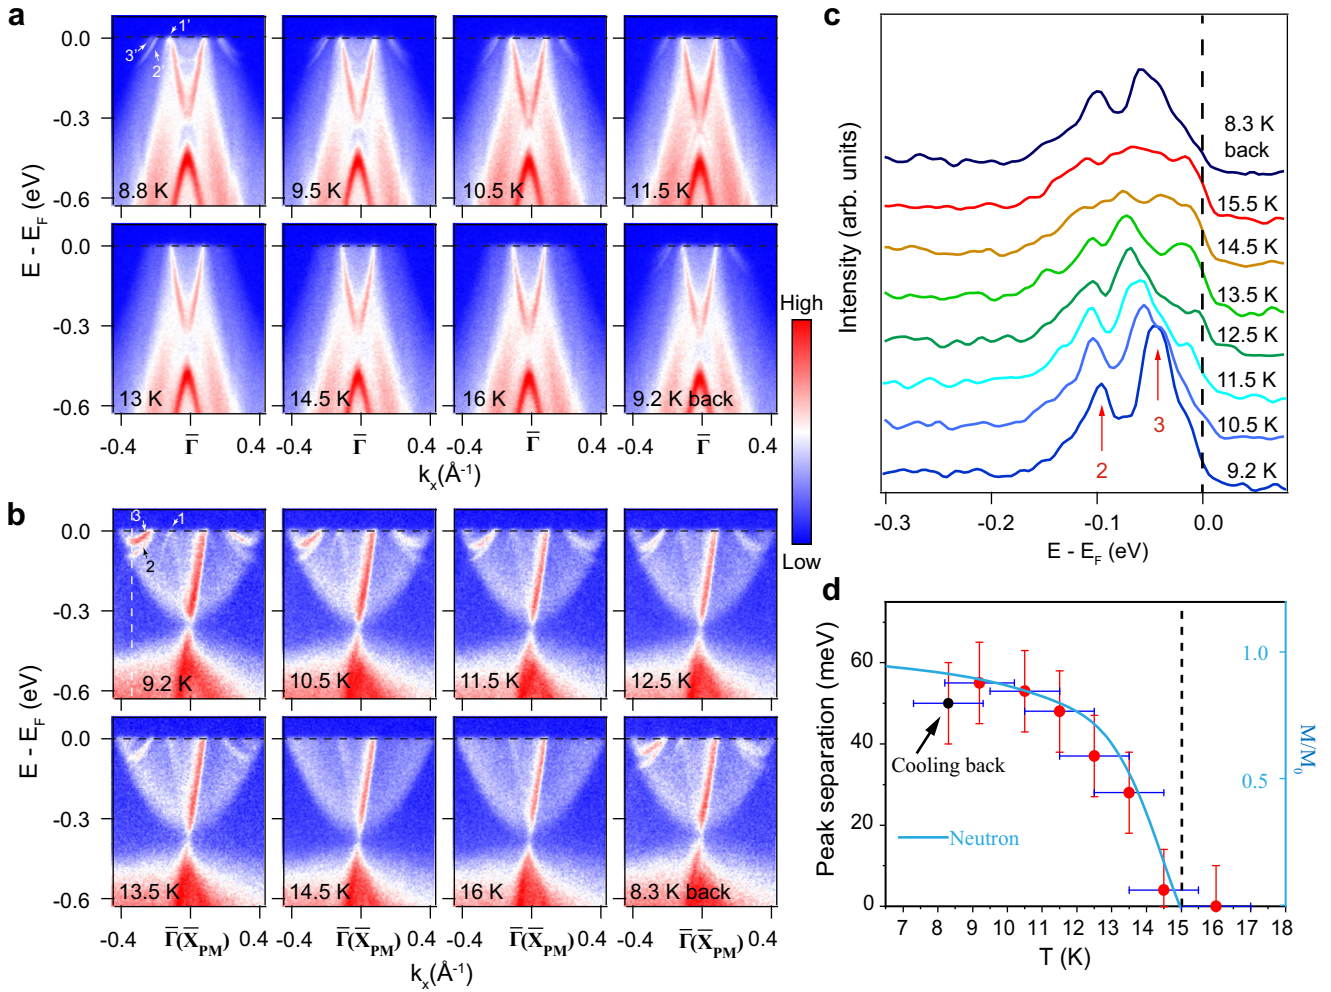 a
0.0
-0.3
-0.6
E - E_F (eV)
1'
3'
2'
8.8 K
9.5 K
10.5 K
11.5 K
0.0
-0.3
-0.6
13 K
14.5 K
16 K
9.2 K back
-0.4 Γ̅ 0.4
-0.4 Γ̅ 0.4
-0.4 Γ̅ 0.4
-0.4 Γ̅ 0.4
k_x(Å⁻¹)
High
Low
b
0.0
-0.3
-0.6
E - E_F (eV)
3
1
2
9.2 K
10.5 K
11.5 K
12.5 K
0.0
-0.3
-0.6
13.5 K
14.5 K
16 K
8.3 K back
-0.4 Γ̅(X̅_PM) 0.4
-0.4 Γ̅(X̅_PM) 0.4
-0.4 Γ̅(X̅_PM) 0.4
-0.4 Γ̅(X̅_PM) 0.4
k_x(Å⁻¹)
c
Intensity (arb. units)
8.3 K
back
15.5 K
14.5 K
13.5 K
12.5 K
11.5 K
10.5 K
9.2 K
2
3
-0.3 -0.2 -0.1 0.0
E - E_F (eV)
d
Peak separation (meV)
60
40
20
0
Cooling back
Neutron
1.0
0.5
M/M₀
7 8 9 10 11 12 13 14 15 16 17 18
T (K)